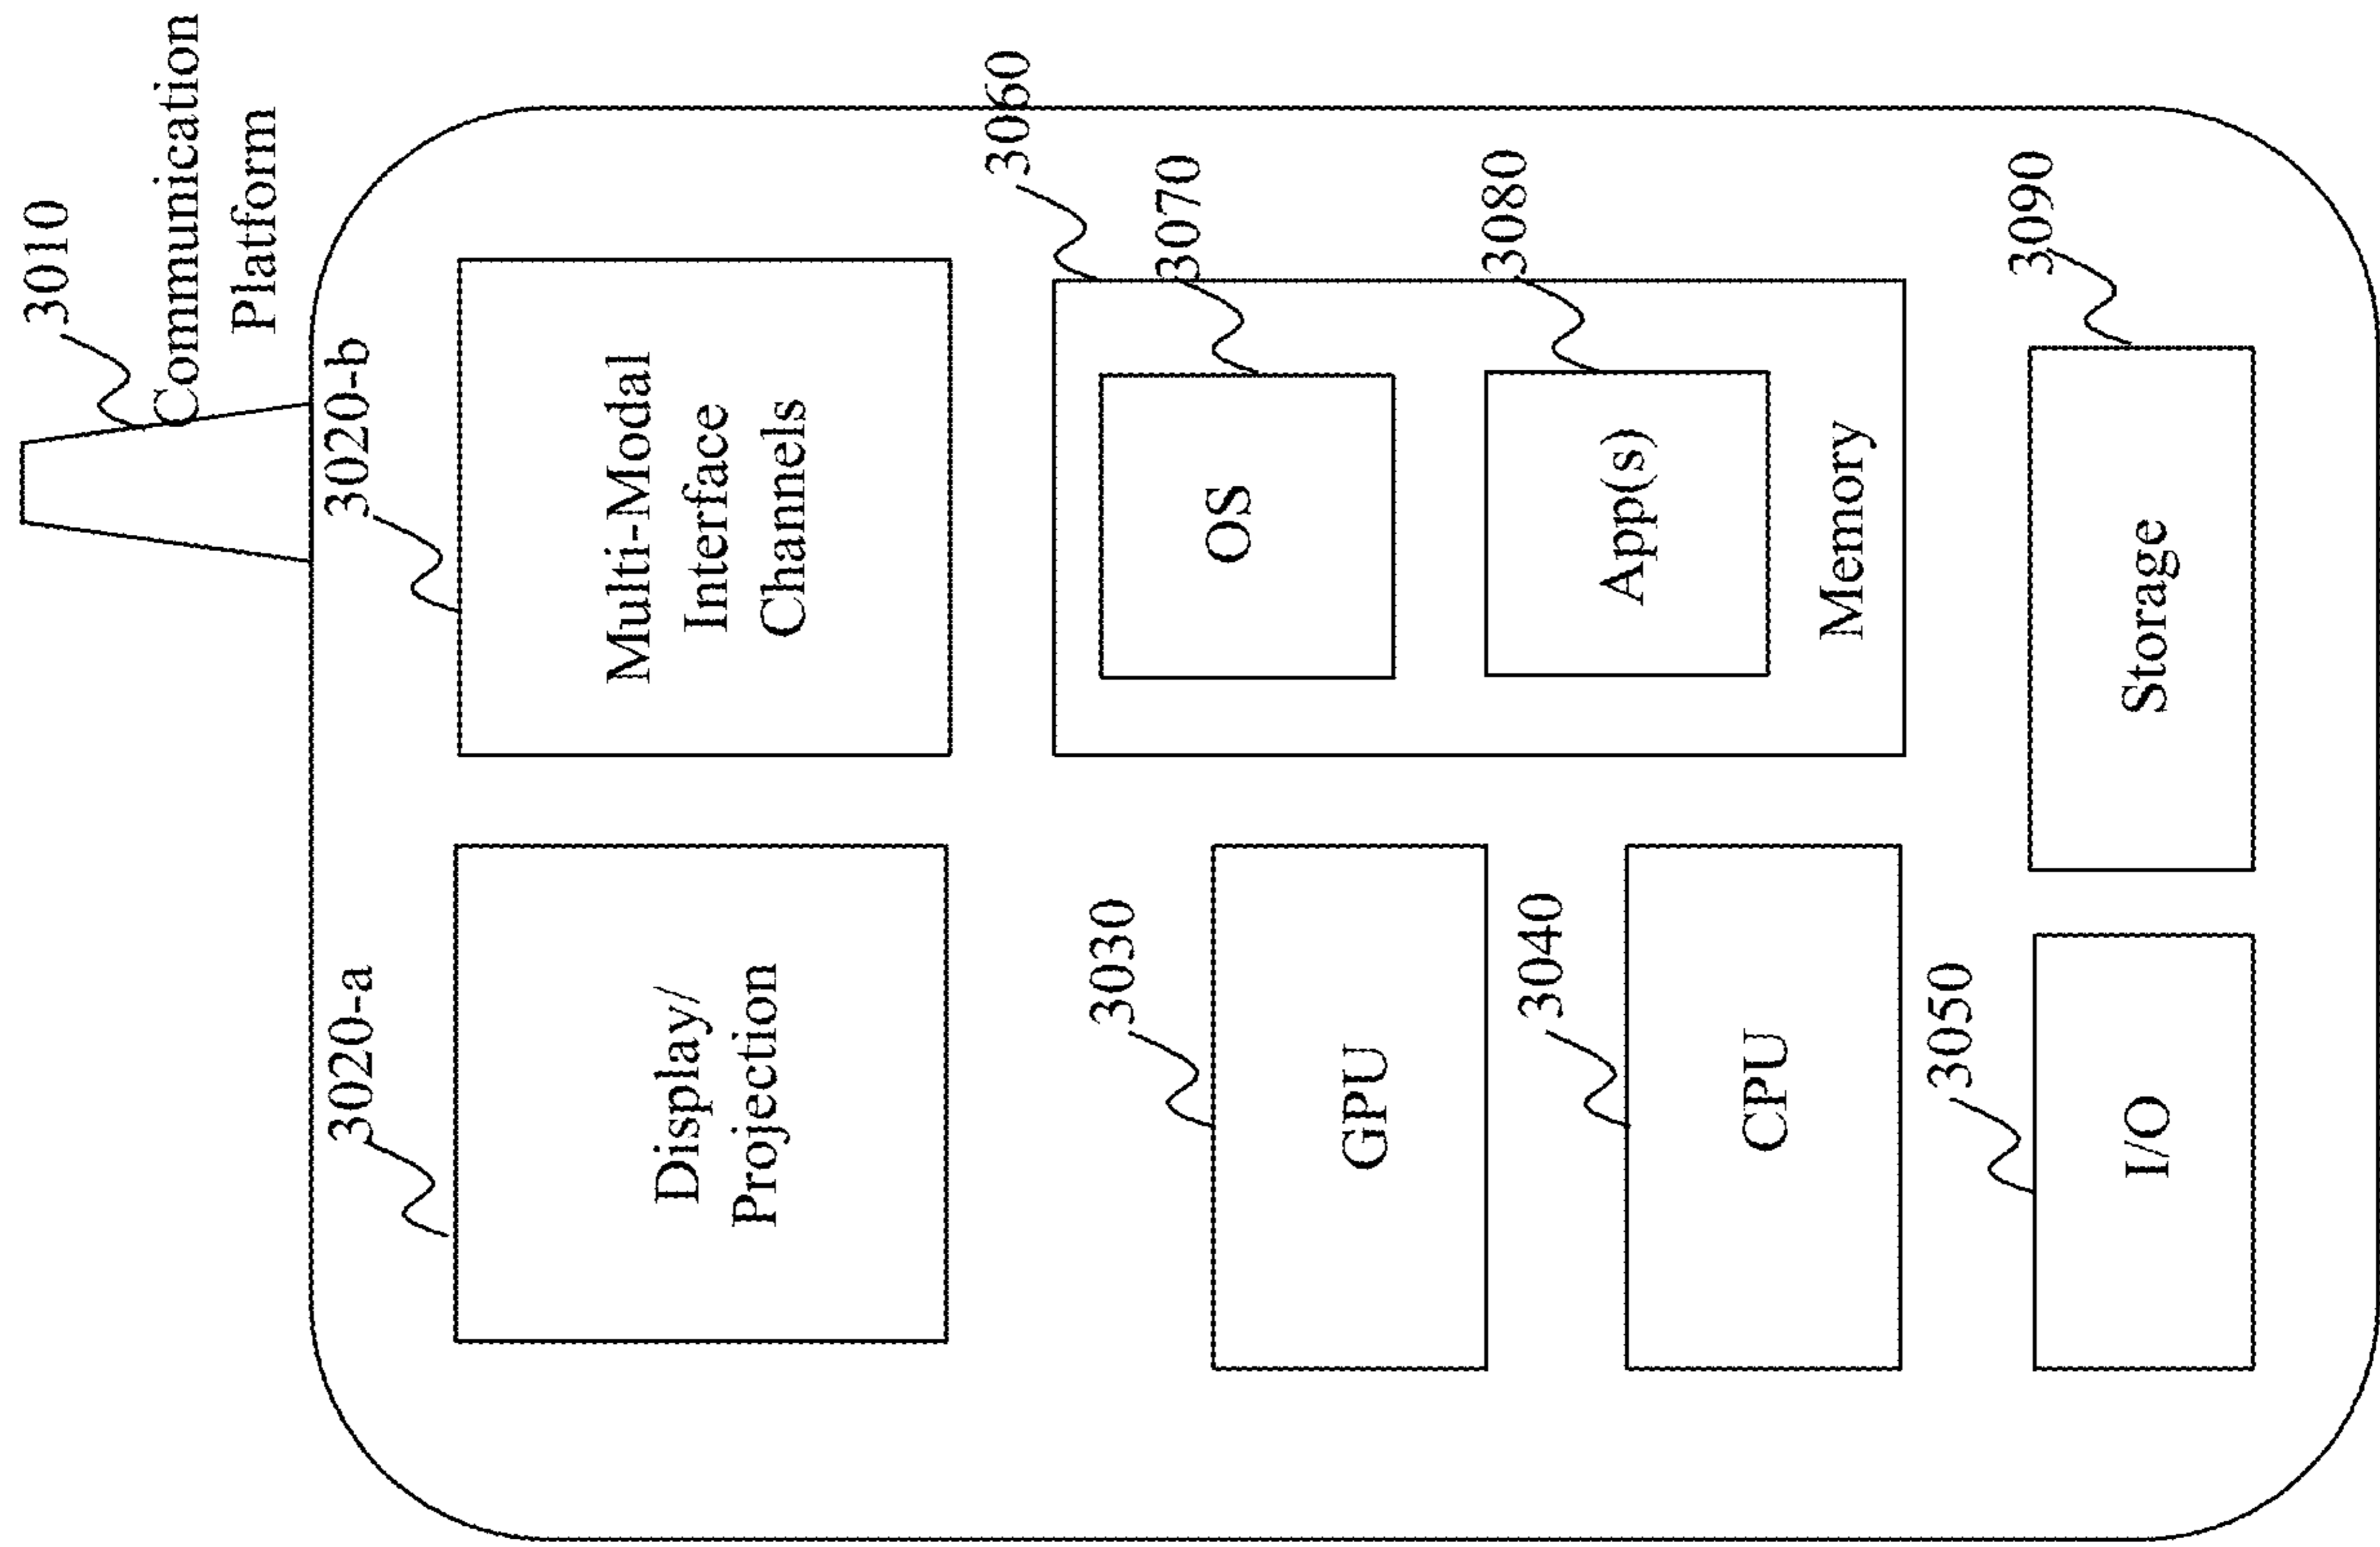 3010
Communication
Platform
3020-a
3020-b
Display/
Projection
Multi-Modal
Interface
Channels
3060
3030
GPU
3070
OS
3040
CPU
3080
App(s)
Memory
3050
I/O
3090
Storage